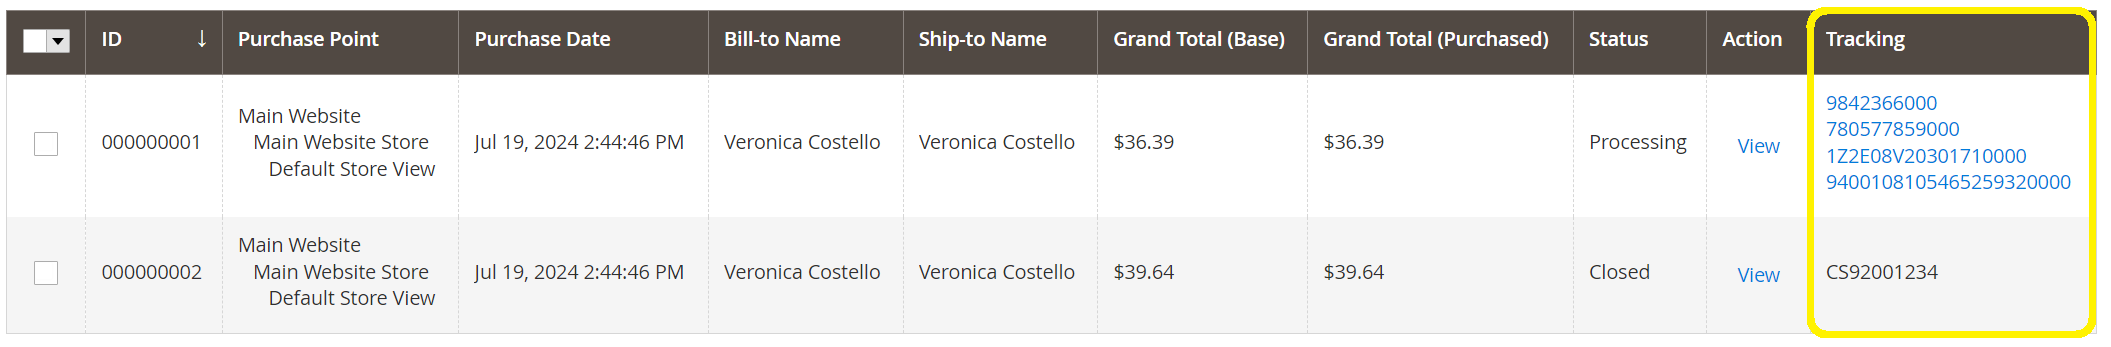 ID ↓ Purchase Point Purchase Date Bill-to Name Ship-to Name Grand Total (Base) Grand Total (Purchased) Status Action Tracking
000000001
Main Website
Main Website Store
Default Store View
Jul 19, 2024 2:44:46 PM
Veronica Costello
Veronica Costello
$36.39
$36.39
Processing
View
9842366000
780577859000
1Z2E08V20301710000
9400108105465259320000
000000002
Main Website
Main Website Store
Default Store View
Jul 19, 2024 2:44:46 PM
Veronica Costello
Veronica Costello
$39.64
$39.64
Closed
View
CS92001234